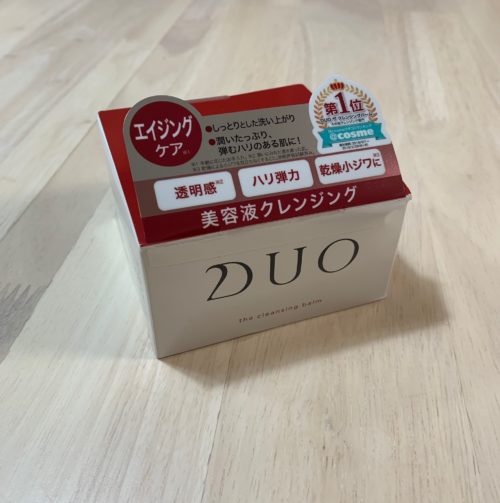 エイジング
ケア※1
●しっとりとした洗い上がり
●潤いたっぷり、
弾むハリのある肌に!
第1位
@cosme
透明感※2
ハリ弾力
乾燥小ジワに
美容液クレンジング
DUO
the cleansing balm